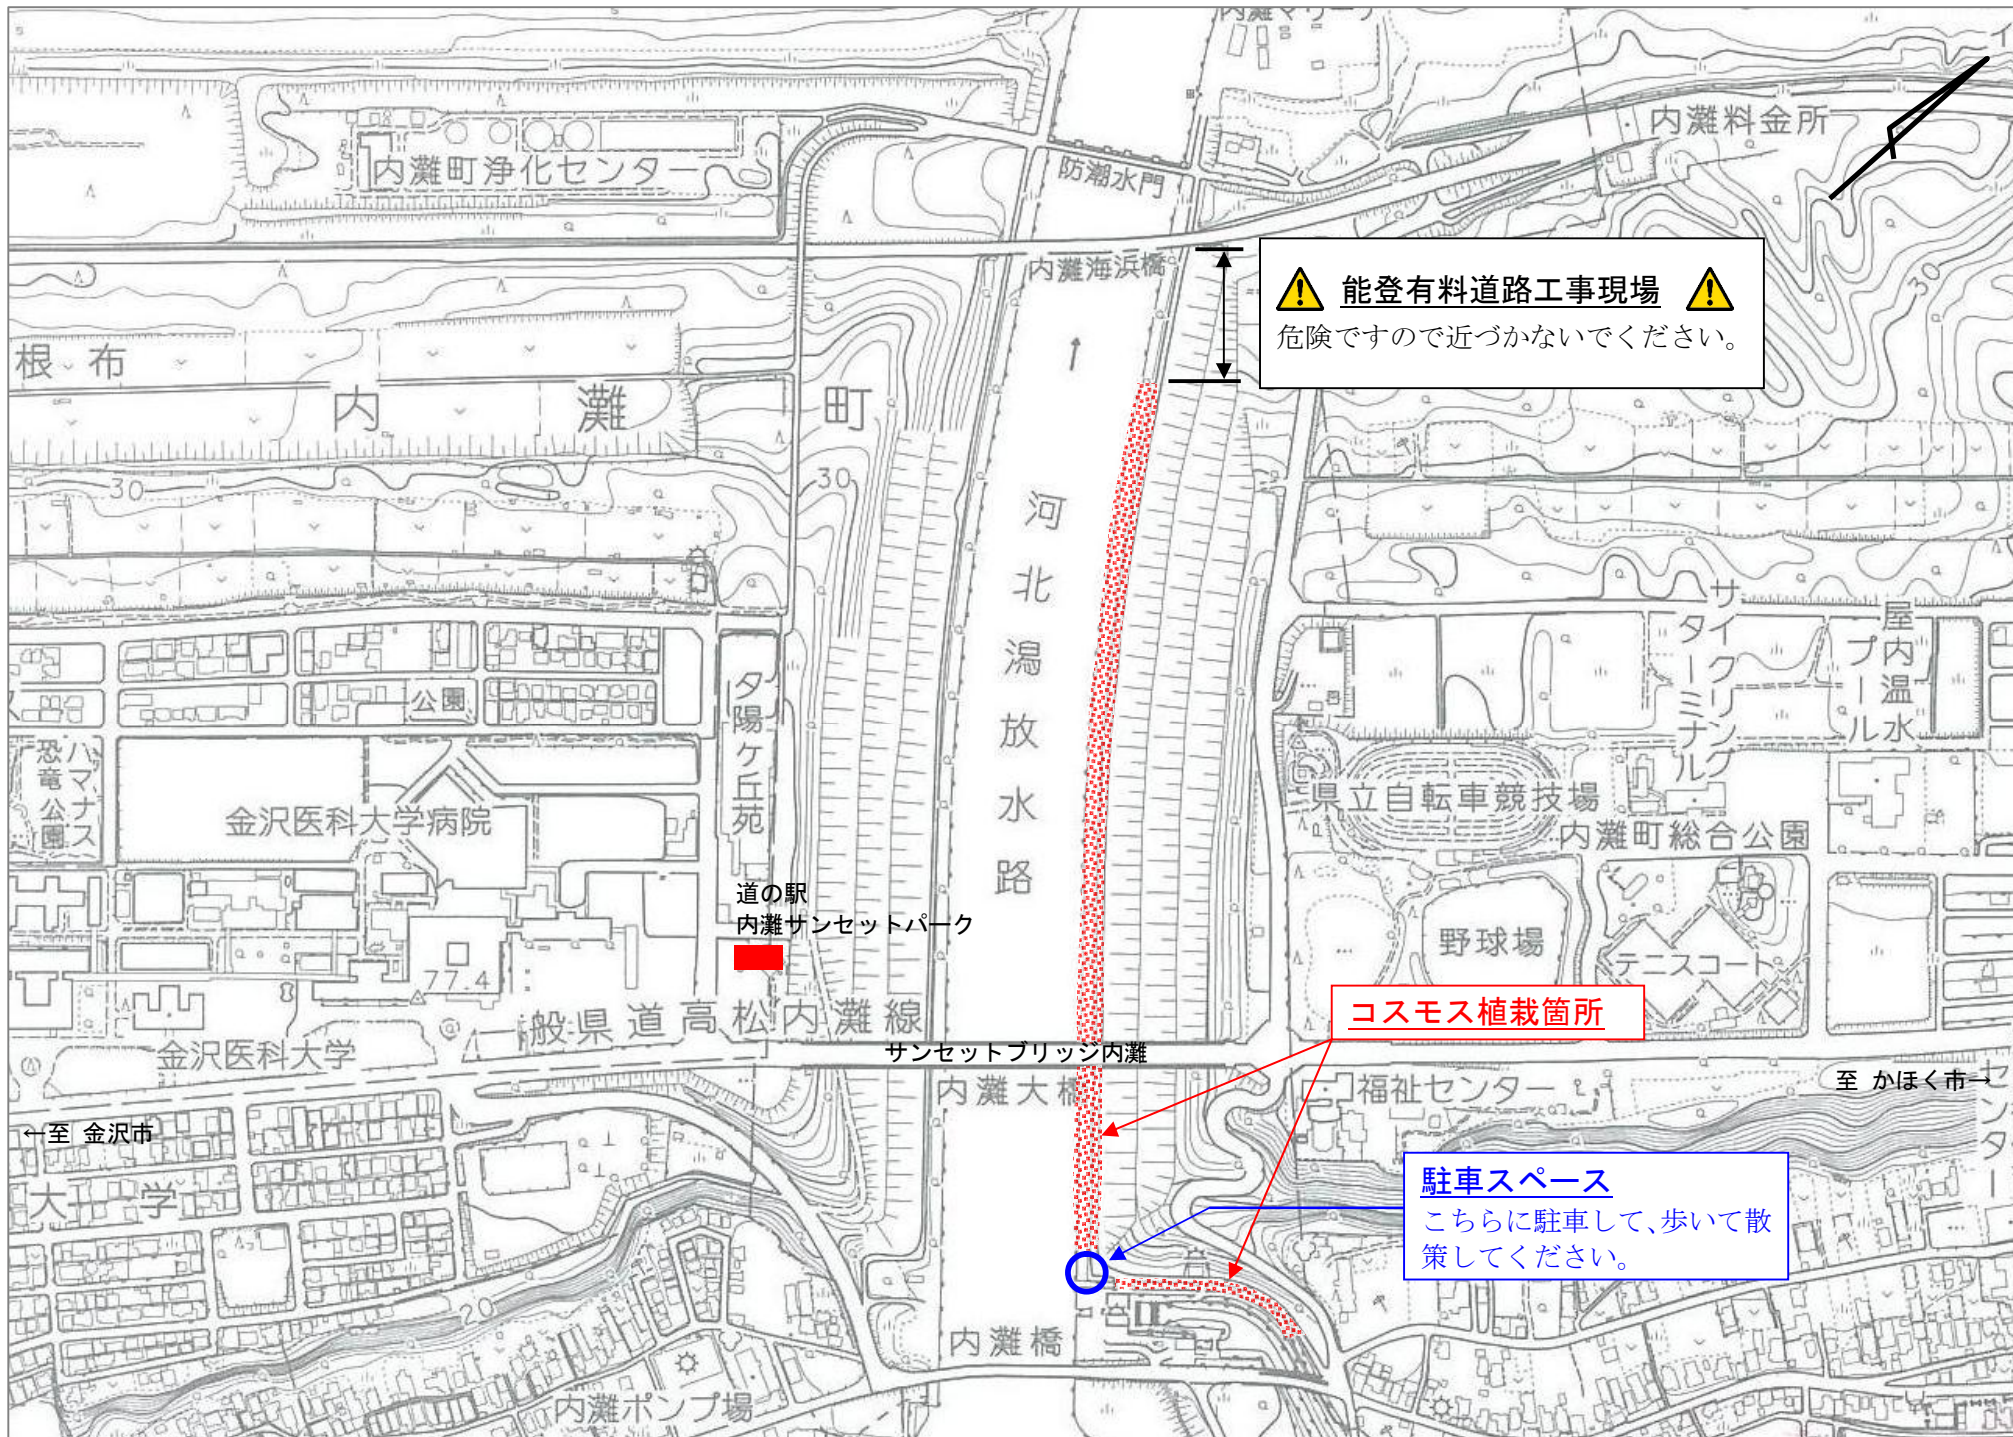 内灘マリーナ
内灘料金所
内灘町浄化センター
防潮水門
内灘海浜橋
能登有料道路工事現場
危険ですので近づかないでください。
根布
内灘町
30
30
30
河北潟放水路
サイクリング
ターミナル
屋内温水
プール
公園
夕陽ケ丘苑
ハマナス
恐竜公園
金沢医科大学病院
県立自転車競技場
内灘町総合公園
道の駅
内灘サンセットパーク
野球場
テニスコート
77.4
コスモス植栽箇所
一般県道高松内灘線
金沢医科大学
サンセットブリッジ内灘
内灘大橋
福祉センター
至 かほく市→
センター
←至 金沢市
大学
駐車スペース
こちらに駐車して、歩いて散
策してください。
20
内灘橋
内灘ポンプ場